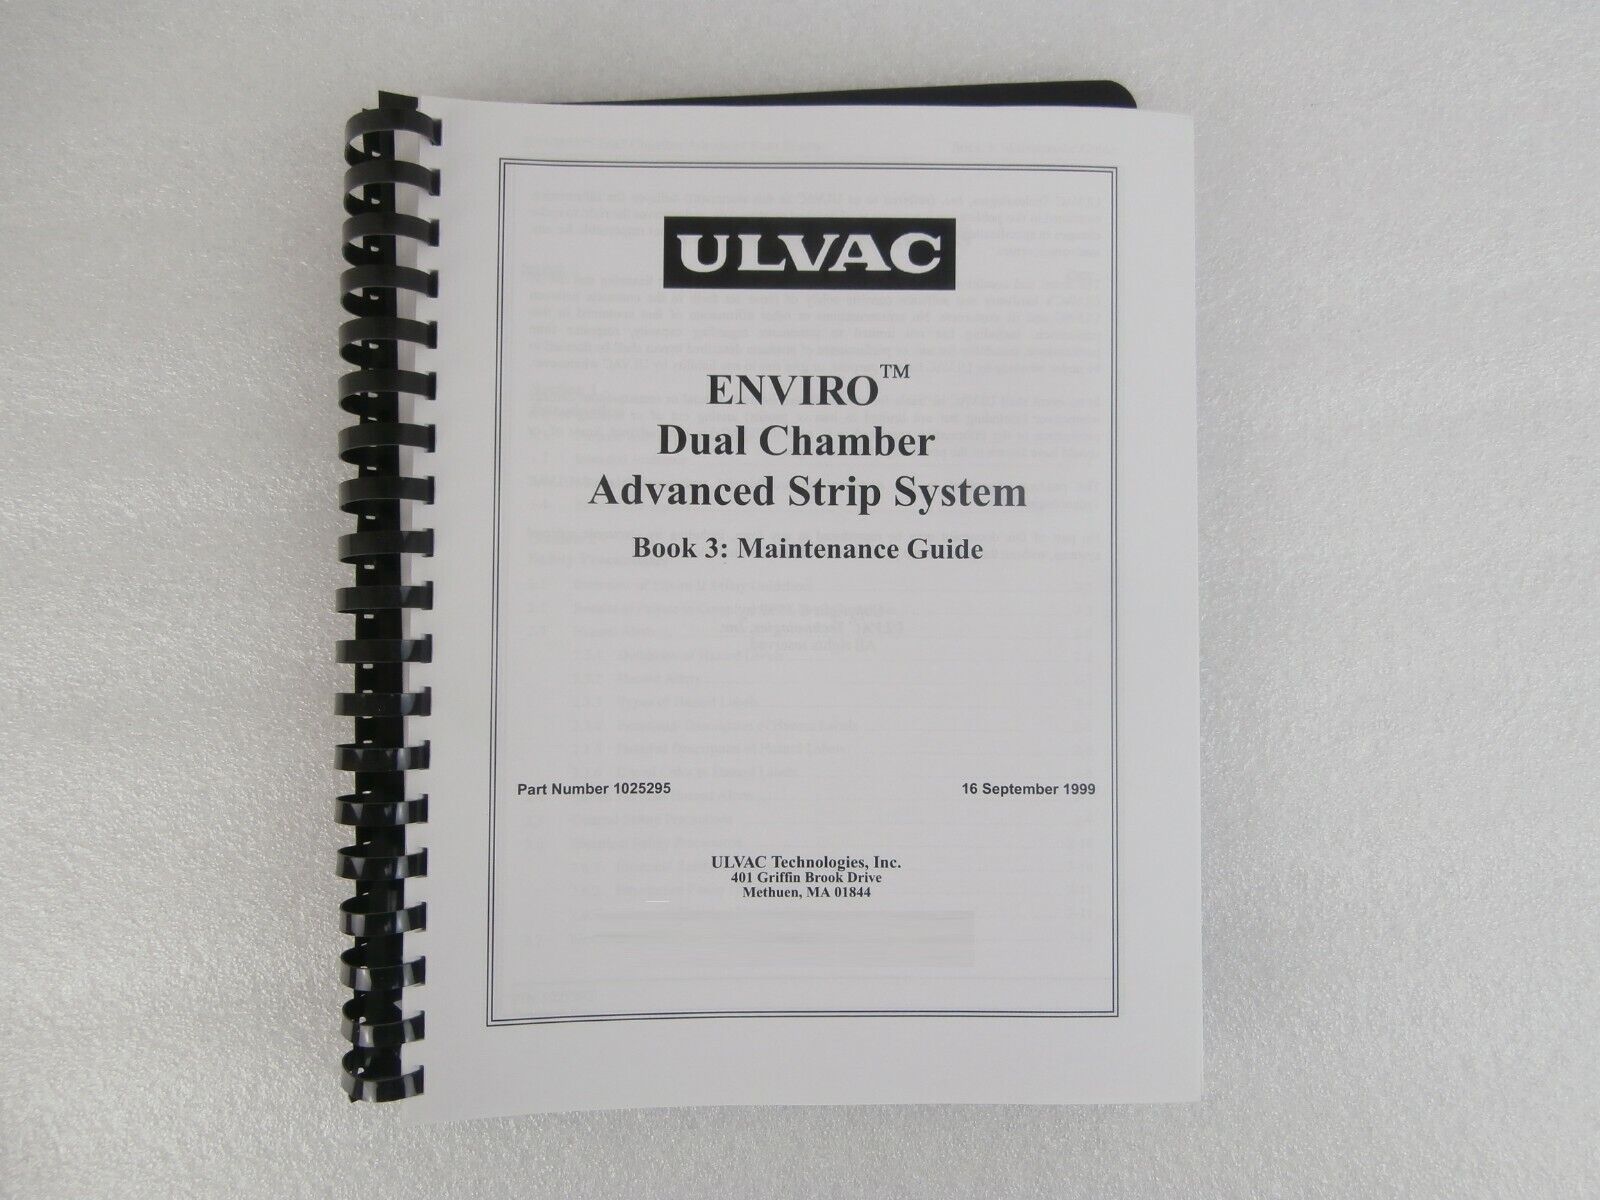 ULVAC
ENVIRO™
Dual Chamber
Advanced Strip System
Book 3: Maintenance Guide
Part Number 1025295
16 September 1999
ULVAC Technologies, Inc.
401 Griffin Brook Drive
Methuen, MA 01844